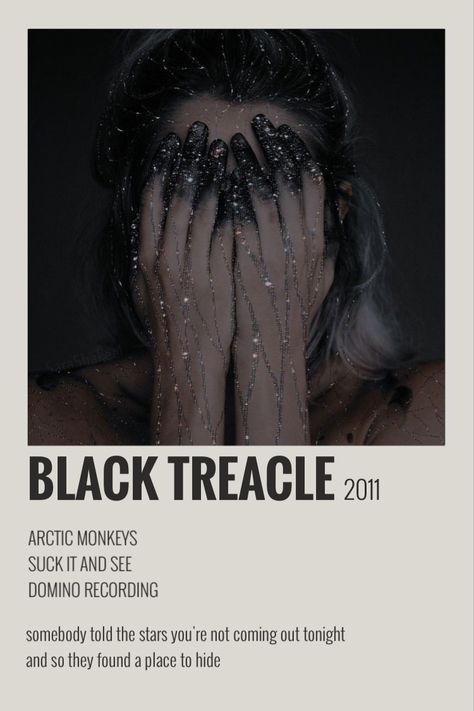 BLACK TREACLE 2011
ARCTIC MONKEYS
SUCK IT AND SEE
DOMINO RECORDING
somebody told the stars you're not coming out tonight
and so they found a place to hide